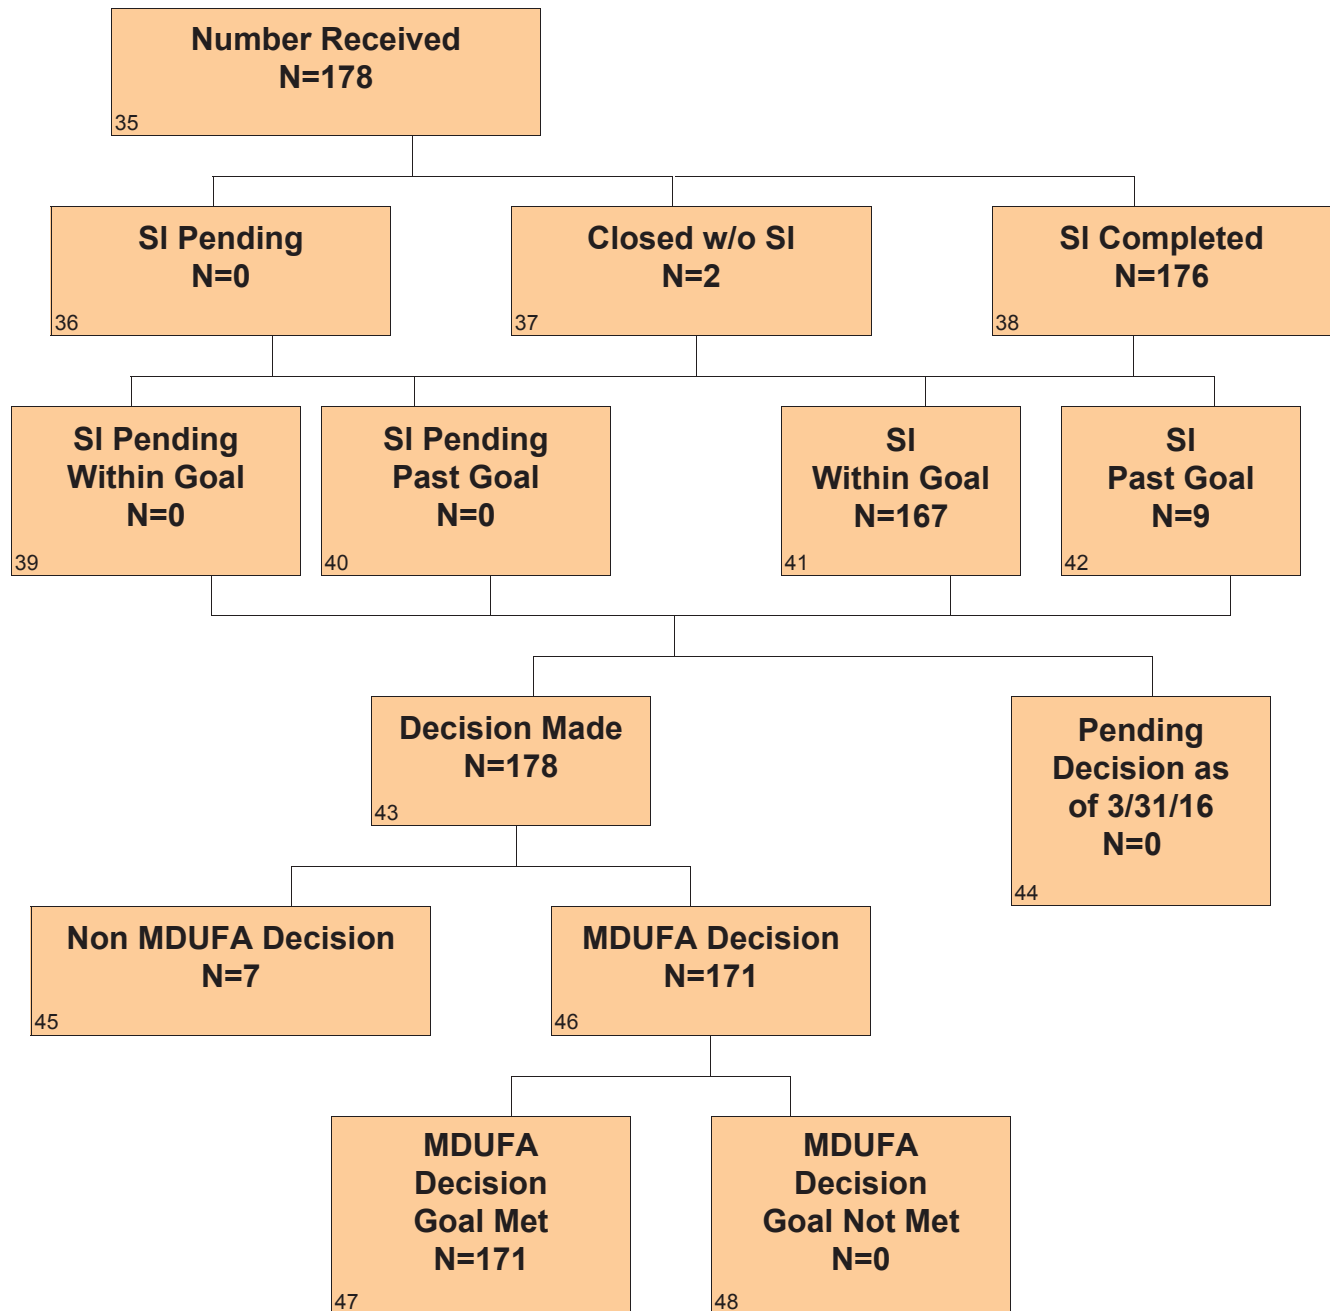 Number Received
N=178
35
SI Pending
N=0
36
Closed w/o SI
N=2
37
SI Completed
N=176
38
SI Pending
Within Goal
N=0
39
SI Pending
Past Goal
N=0
40
SI
Within Goal
N=167
41
SI
Past Goal
N=9
42
Decision Made
N=178
43
Pending
Decision as
of 3/31/16
N=0
44
Non MDUFA Decision
N=7
45
MDUFA Decision
N=171
46
MDUFA
Decision
Goal Met
N=171
47
MDUFA
Decision
Goal Not Met
N=0
48